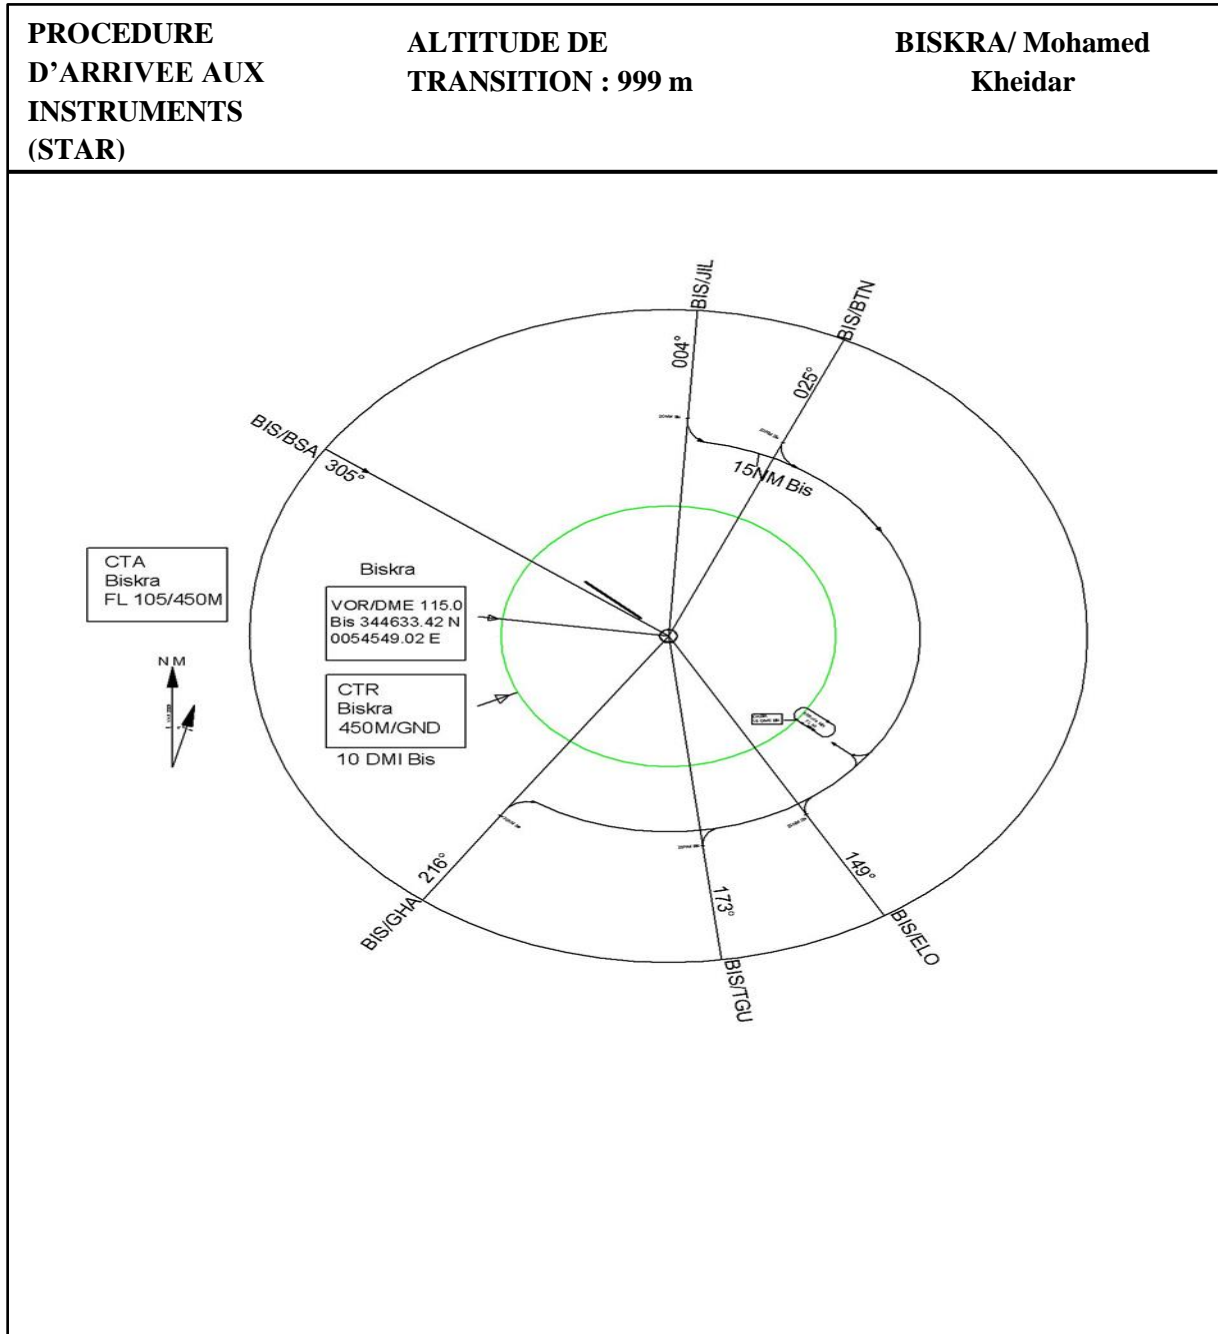 PROCEDURE
D'ARRIVEE AUX
INSTRUMENTS
(STAR)
ALTITUDE DE
TRANSITION : 999 m
BISKRA/ Mohamed
Kheidar
BIS/JIL
BIS/BTN
004°
025°
BIS/BSA
305°
15NM Bis
CTA
Biskra
FL 105/450M
Biskra
VOR/DME 115.0
Bis 344633.42 N
0054549.02 E
N M
CTR
Biskra
450M/GND
10 DMI Bis
216°
149°
173°
BIS/GHA
BIS/ELO
BIS/TGU